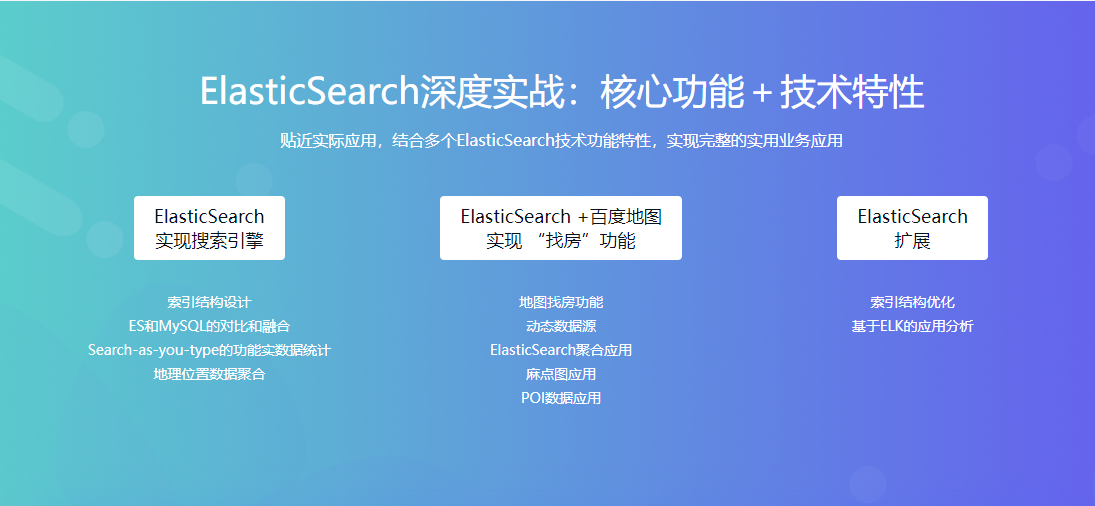 ElasticSearch深度实战：核心功能＋技术特性
贴近实际应用，结合多个ElasticSearch技术功能特性，实现完整的实用业务应用
ElasticSearch
实现搜索引擎
索引结构设计
ES和MySQL的对比和融合
Search-as-you-type的功能实数据统计
地理位置数据聚合
ElasticSearch +百度地图
实现 “找房”功能
地图找房功能
动态数据源
ElasticSearch聚合应用
麻点图应用
POI数据应用
ElasticSearch
扩展
索引结构优化
基于ELK的应用分析